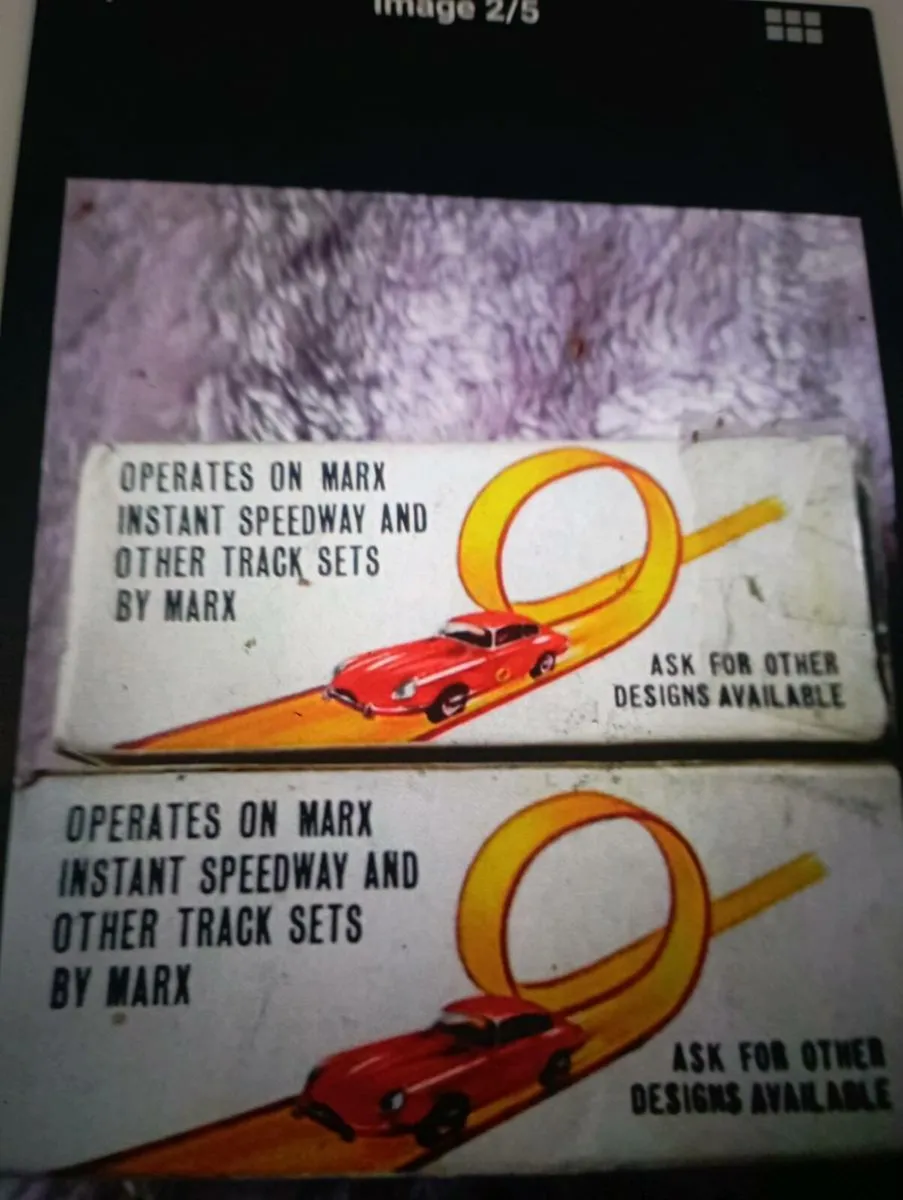 Image 2/5
OPERATES ON MARX
INSTANT SPEEDWAY AND
OTHER TRACK SETS
BY MARX
ASK FOR OTHER
DESIGNS AVAILABLE
OPERATES ON MARX
INSTANT SPEEDWAY AND
OTHER TRACK SETS
BY MARX
ASK FOR OTHER
DESIGNS AVAILABLE